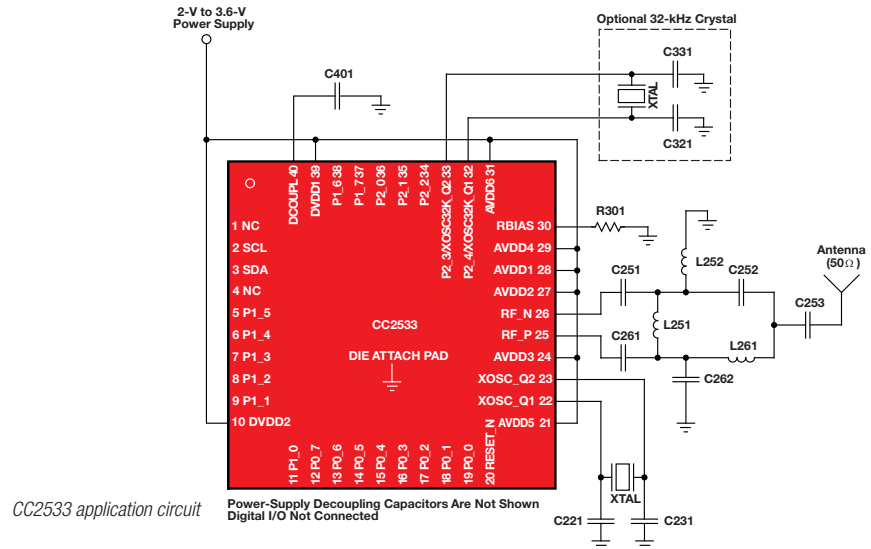 2-V to 3.6-V
Power Supply
Optional 32-kHz Crystal
C331
C401
XTAL
C321
DCOUPL 40
DVDD1 39
P1_6 38
P1_7 37
P2_0 36
P2_1 35
P2_2 34
P2_3/XOSC32K_Q2 33
P2_4/XOSC32K_Q1 32
AVDD6 31
1 NC
2 SCL
3 SDA
4 NC
5 P1_5
6 P1_4
7 P1_3
8 P1_2
9 P1_1
10 DVDD2
CC2533
DIE ATTACH PAD
RBIAS 30
AVDD4 29
AVDD1 28
AVDD2 27
RF_N 26
RF_P 25
AVDD3 24
XOSC_Q2 23
XOSC_Q1 22
AVDD5 21
11 P1_0
12 P0_7
13 P0_6
14 P0_5
15 P0_4
16 P0_3
17 P0_2
18 P0_1
19 P0_0
20 RESET_N
R301
L252
C251
C252
Antenna
(50Ω)
C253
L251
C261
L261
C262
XTAL
C221
C231
Power-Supply Decoupling Capacitors Are Not Shown
Digital I/O Not Connected
CC2533 application circuit